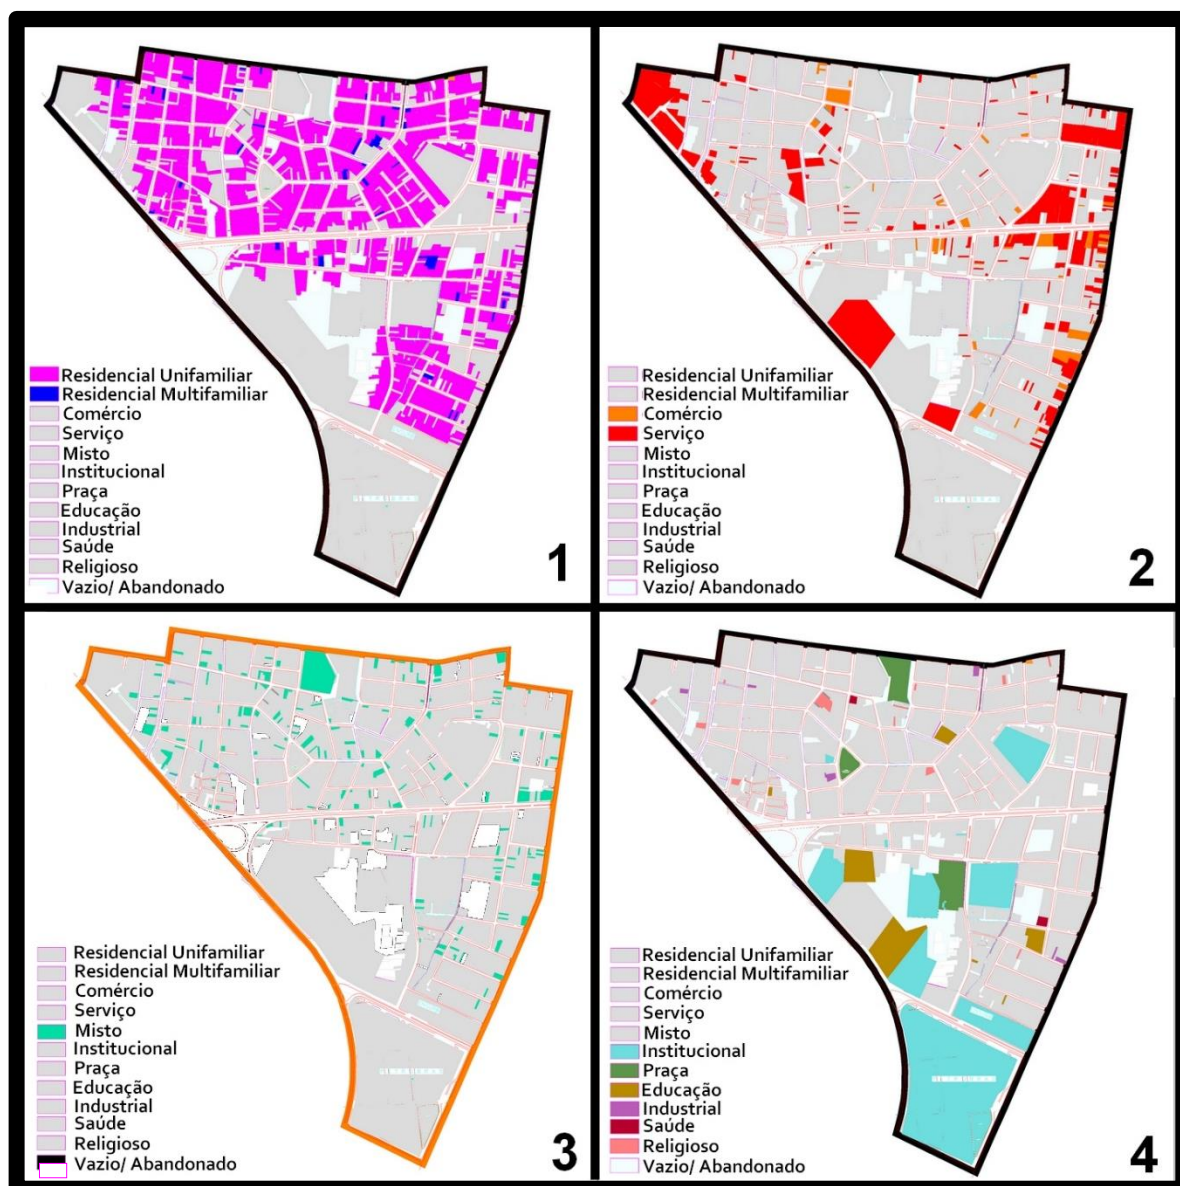 Residencial Unifamiliar
Residencial Multifamiliar
Comércio
Serviço
Misto
Institucional
Praça
Educação
Industrial
Saúde
Religioso
Vazio/ Abandonado
1
Residencial Unifamiliar
Residencial Multifamiliar
Comércio
Serviço
Misto
Institucional
Praça
Educação
Industrial
Saúde
Religioso
Vazio/ Abandonado
2
Residencial Unifamiliar
Residencial Multifamiliar
Comércio
Serviço
Misto
Institucional
Praça
Educação
Industrial
Saúde
Religioso
Vazio/ Abandonado
3
Residencial Unifamiliar
Residencial Multifamiliar
Comércio
Serviço
Misto
Institucional
Praça
Educação
Industrial
Saúde
Religioso
Vazio/ Abandonado
4